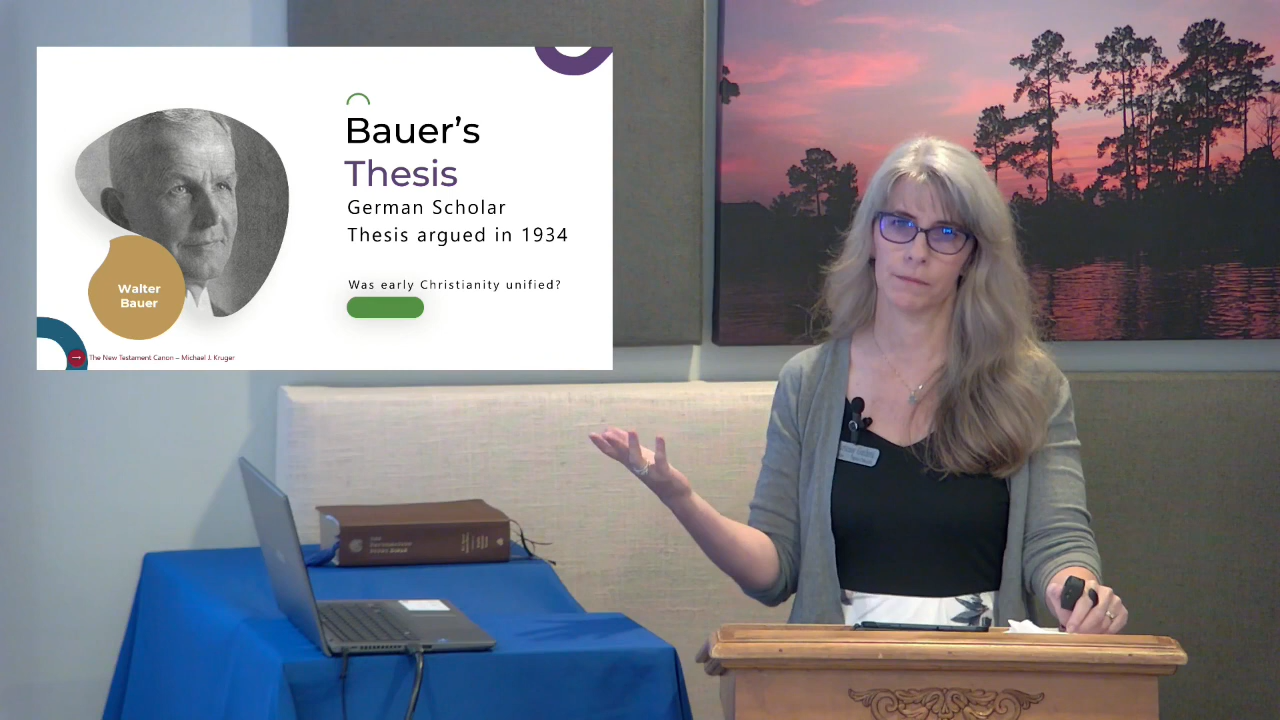 Bauer's
Thesis
German Scholar
Thesis argued in 1934
Was early Christianity unified?
Walter
Bauer
The New Testament Canon – Michael J. Kruger